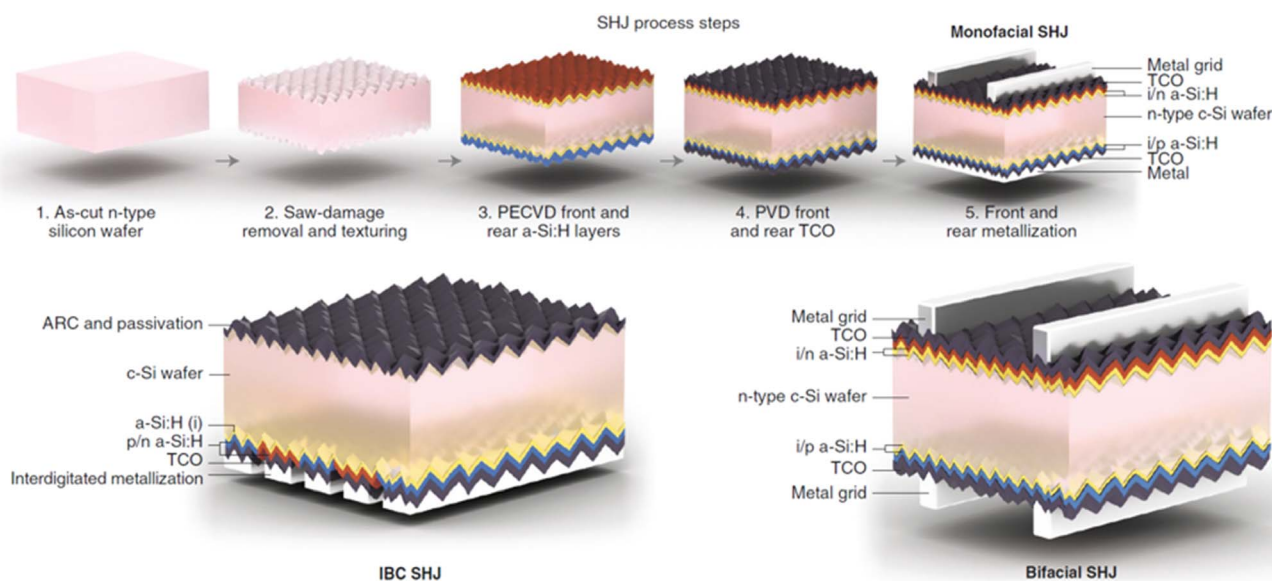 SHJ process steps
Monofacial SHJ
Metal grid
TCO
i/n a-Si:H
n-type c-Si wafer
i/p a-Si:H
TCO
Metal
1. As-cut n-type
silicon wafer
2. Saw-damage
removal and texturing
3. PECVD front and
rear a-Si:H layers
4. PVD front
and rear TCO
5. Front and
rear metallization
ARC and passivation
c-Si wafer
a-Si:H (i)
p/n a-Si:H
TCO
Interdigitated metallization
IBC SHJ
Metal grid
TCO
i/n a-Si:H
n-type c-Si wafer
i/p a-Si:H
TCO
Metal grid
Bifacial SHJ